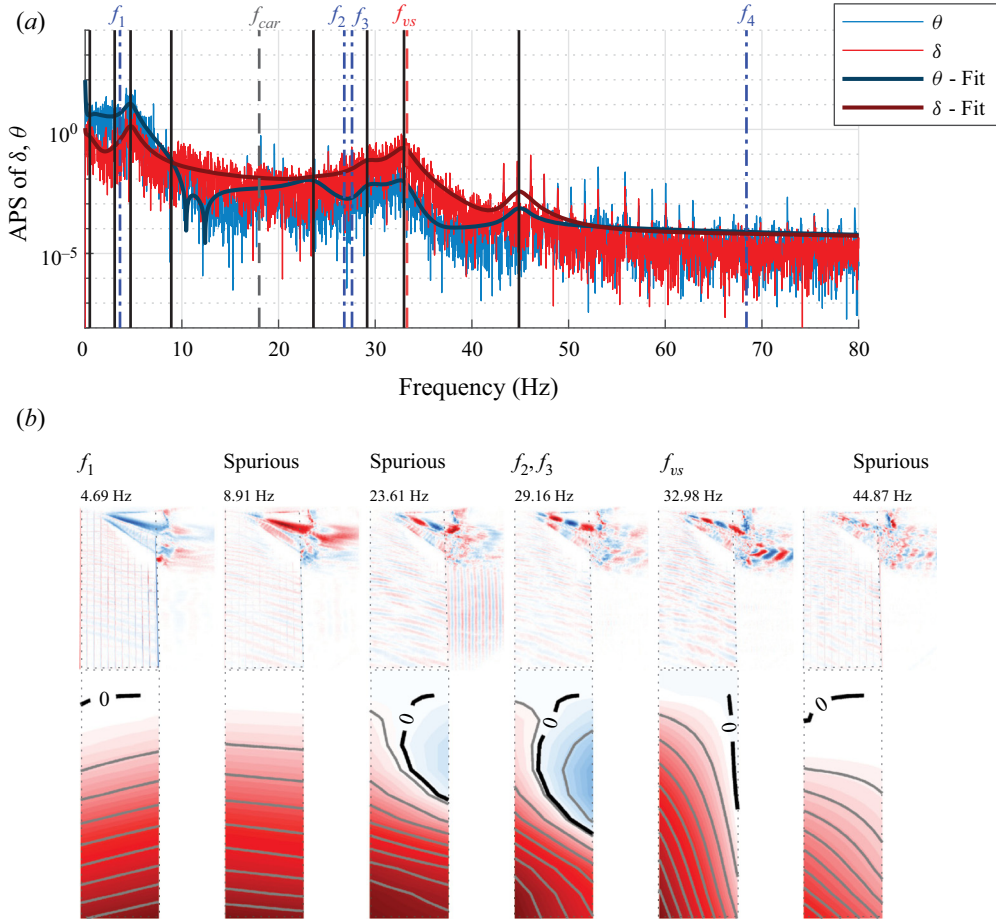 (a)
f1
fcar
f2
f3
fvs
f4
θ
δ
θ - Fit
δ - Fit
APS of δ, θ
10^0
10^−5
0 10 20 30 40 50 60 70 80
Frequency (Hz)
(b)
f1 Spurious Spurious f2, f3 fvs Spurious
4.69 Hz 8.91 Hz 23.61 Hz 29.16 Hz 32.98 Hz 44.87 Hz
0 0 0 0 0